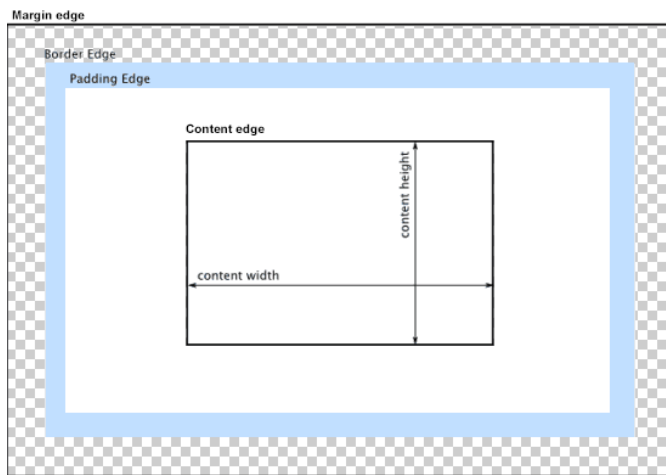 Margin edge
Border Edge
Padding Edge
Content edge
content height
content width